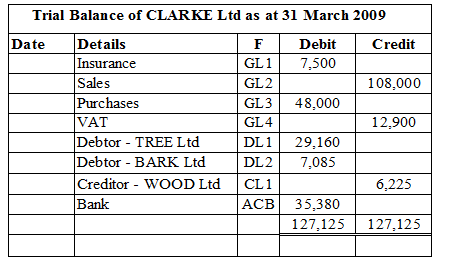 Trial Balance of CLARKE Ltd as at 31 March 2009
Date Details F Debit Credit
Insurance GL1 7,500
Sales GL2 108,000
Purchases GL3 48,000
VAT GL4 12,900
Debtor - TREE Ltd DL1 29,160
Debtor - BARK Ltd DL2 7,085
Creditor - WOOD Ltd CL1 6,225
Bank ACB 35,380
127,125 127,125